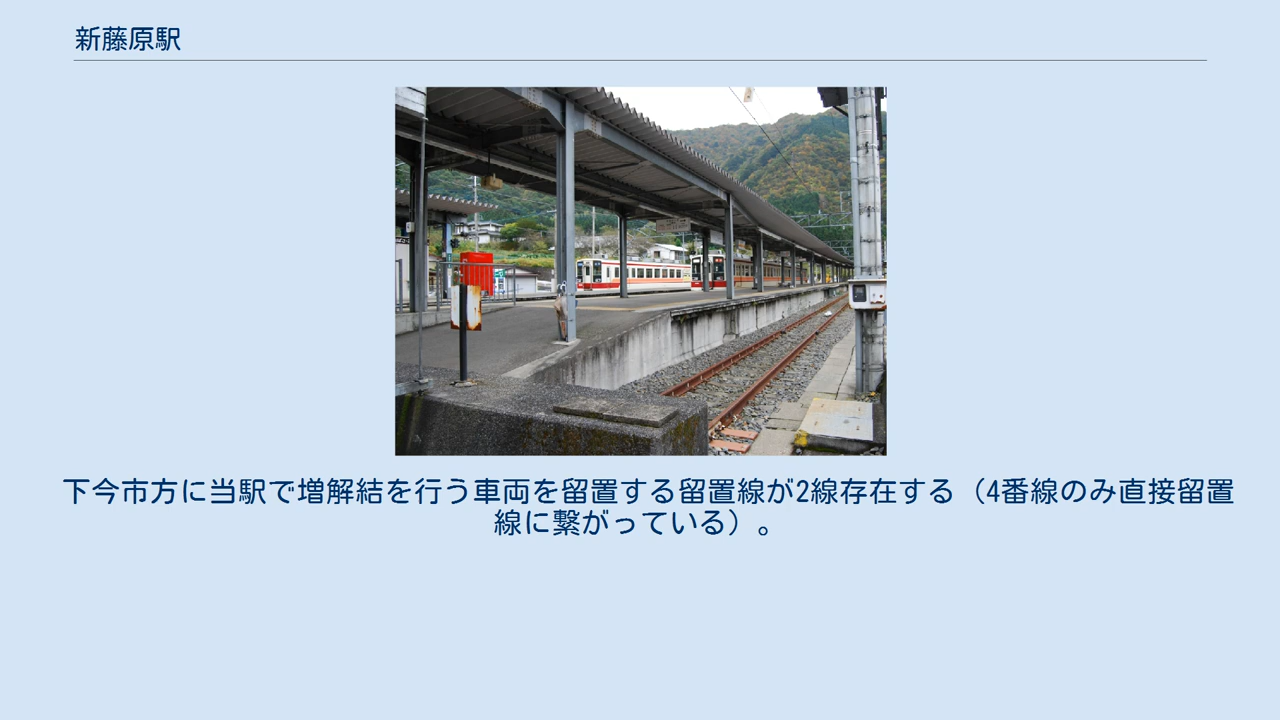 新藤原駅
下今市方に当駅で増解結を行う車両を留置する留置線が2線存在する（4番線のみ直接留置
線に繋がっている）。